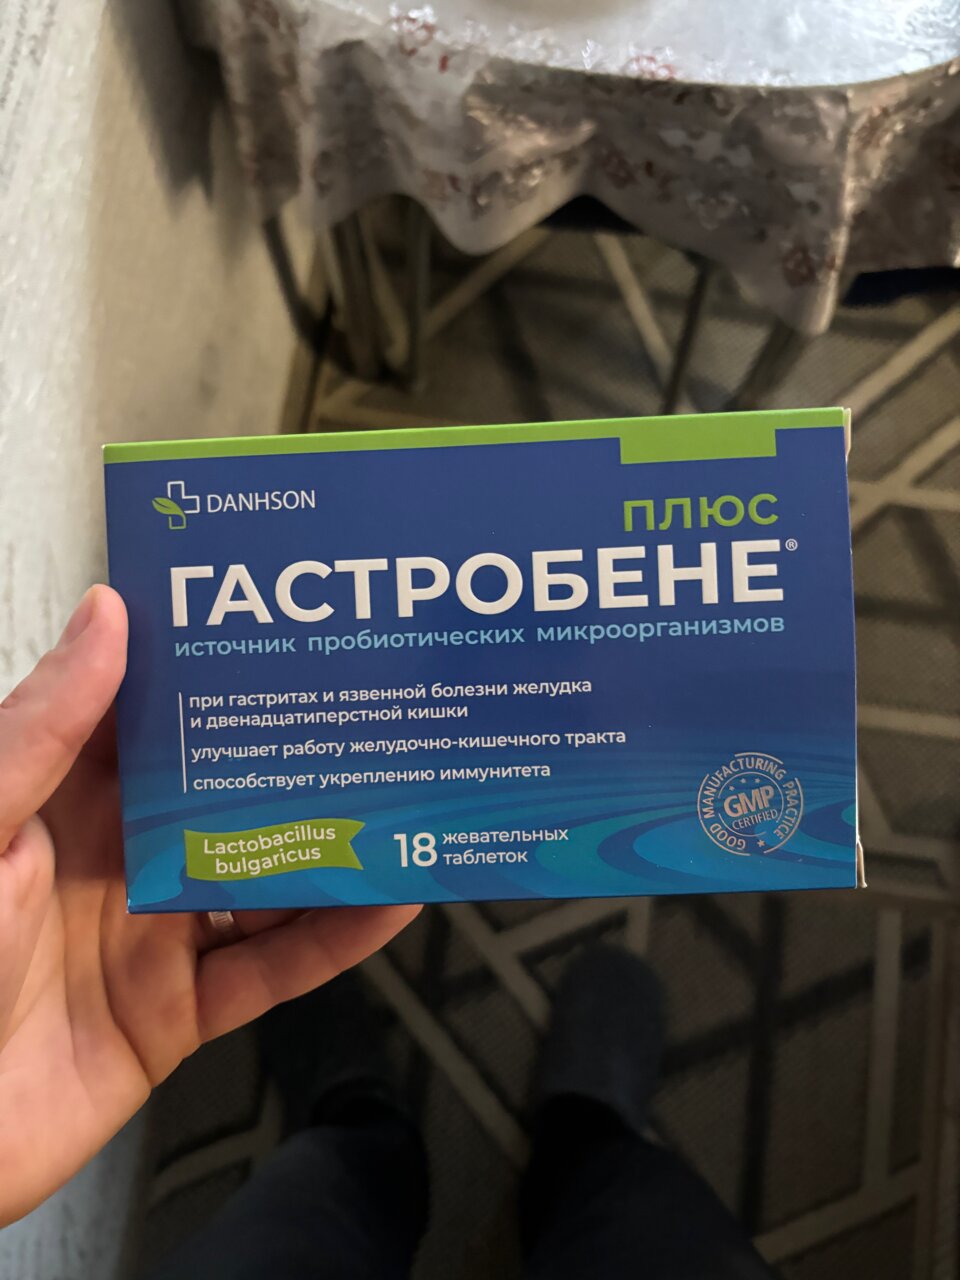 DANHSON
ПЛЮС
ГАСТРОБЕНЕ®
источник пробиотических микроорганизмов
при гастритах и язвенной болезни желудка
и двенадцатиперстной кишки
улучшает работу желудочно-кишечного тракта
способствует укреплению иммунитета
Lactobacillus
bulgaricus
18 жевательных
таблеток
GOOD MANUFACTURING PRACTICE
GMP
CERTIFIED